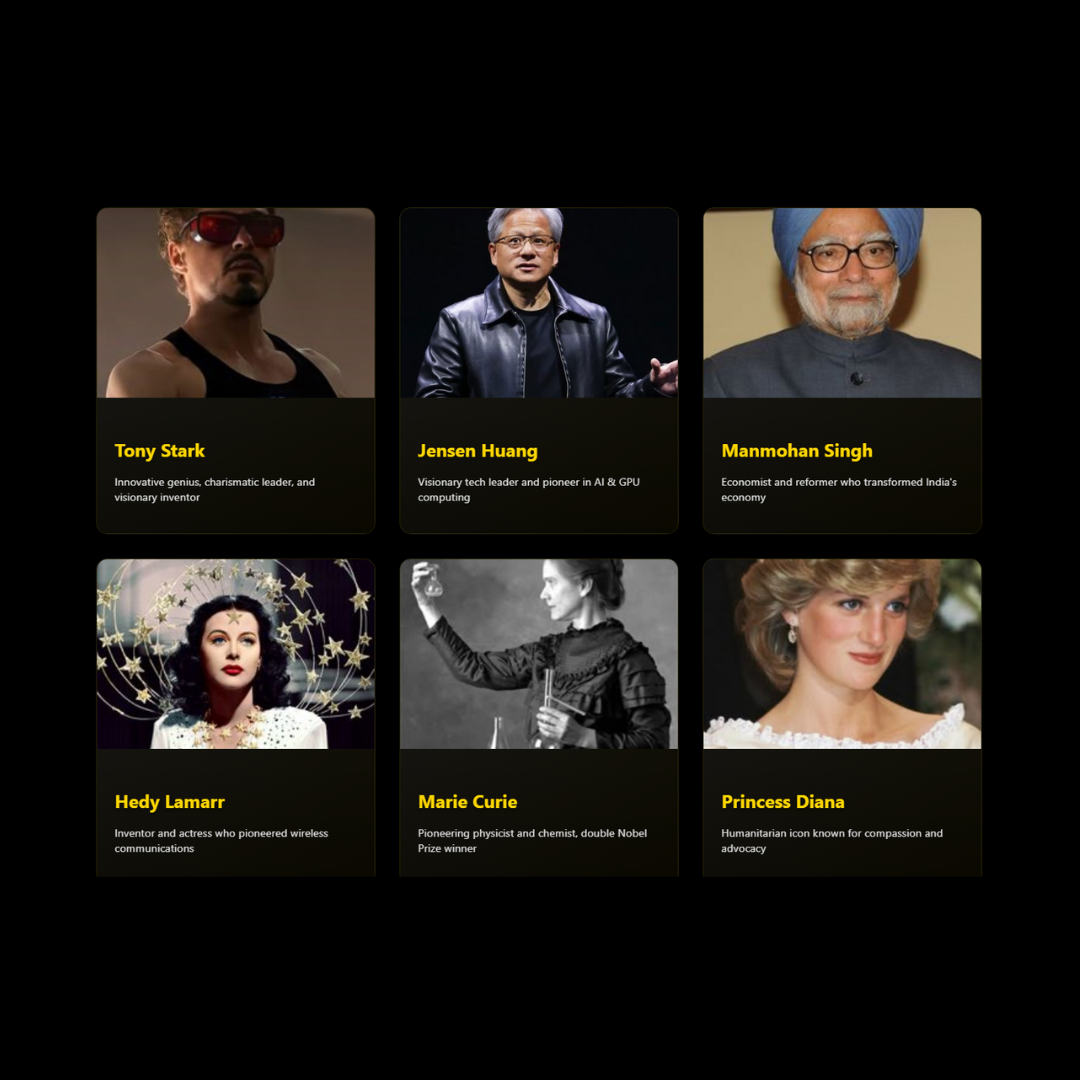 Tony Stark
Innovative genius, charismatic leader, and
visionary inventor
Jensen Huang
Visionary tech leader and pioneer in AI & GPU
computing
Manmohan Singh
Economist and reformer who transformed India's
economy
Hedy Lamarr
Inventor and actress who pioneered wireless
communications
Marie Curie
Pioneering physicist and chemist, double Nobel
Prize winner
Princess Diana
Humanitarian icon known for compassion and
advocacy